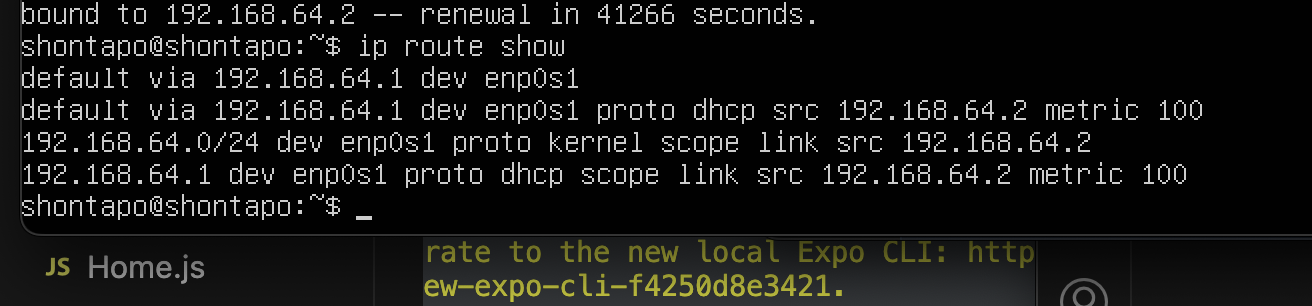 bound to 192.168.64.2 -- renewal in 41266 seconds.
shontapo@shontapo:~$ ip route show
default via 192.168.64.1 dev enp0s1
default via 192.168.64.1 dev enp0s1 proto dhcp src 192.168.64.2 metric 100
192.168.64.0/24 dev enp0s1 proto kernel scope link src 192.168.64.2
192.168.64.1 dev enp0s1 proto dhcp scope link src 192.168.64.2 metric 100
shontapo@shontapo:~$ _
JS Home.js
rate to the new local Expo CLI: http
ew-expo-cli-f4250d8e3421.